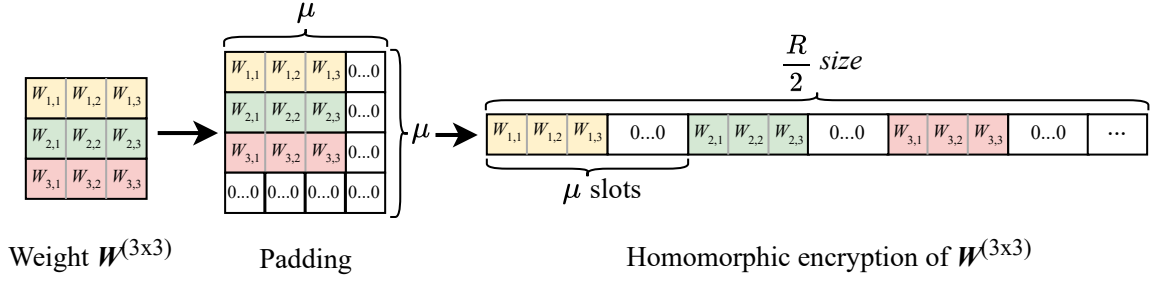 W1,1 W1,2 W1,3
W2,1 W2,2 W2,3
W3,1 W3,2 W3,3
Weight W(3x3)
μ
W1,1 W1,2 W1,3 0...0
W2,1 W2,2 W2,3 0...0
W3,1 W3,2 W3,3 0...0
0...0 0...0 0...0 0...0
μ
Padding
R/2 size
W1,1 W1,2 W1,3 0...0 W2,1 W2,2 W2,3 0...0 W3,1 W3,2 W3,3 0...0 ...
μ slots
Homomorphic encryption of W(3x3)